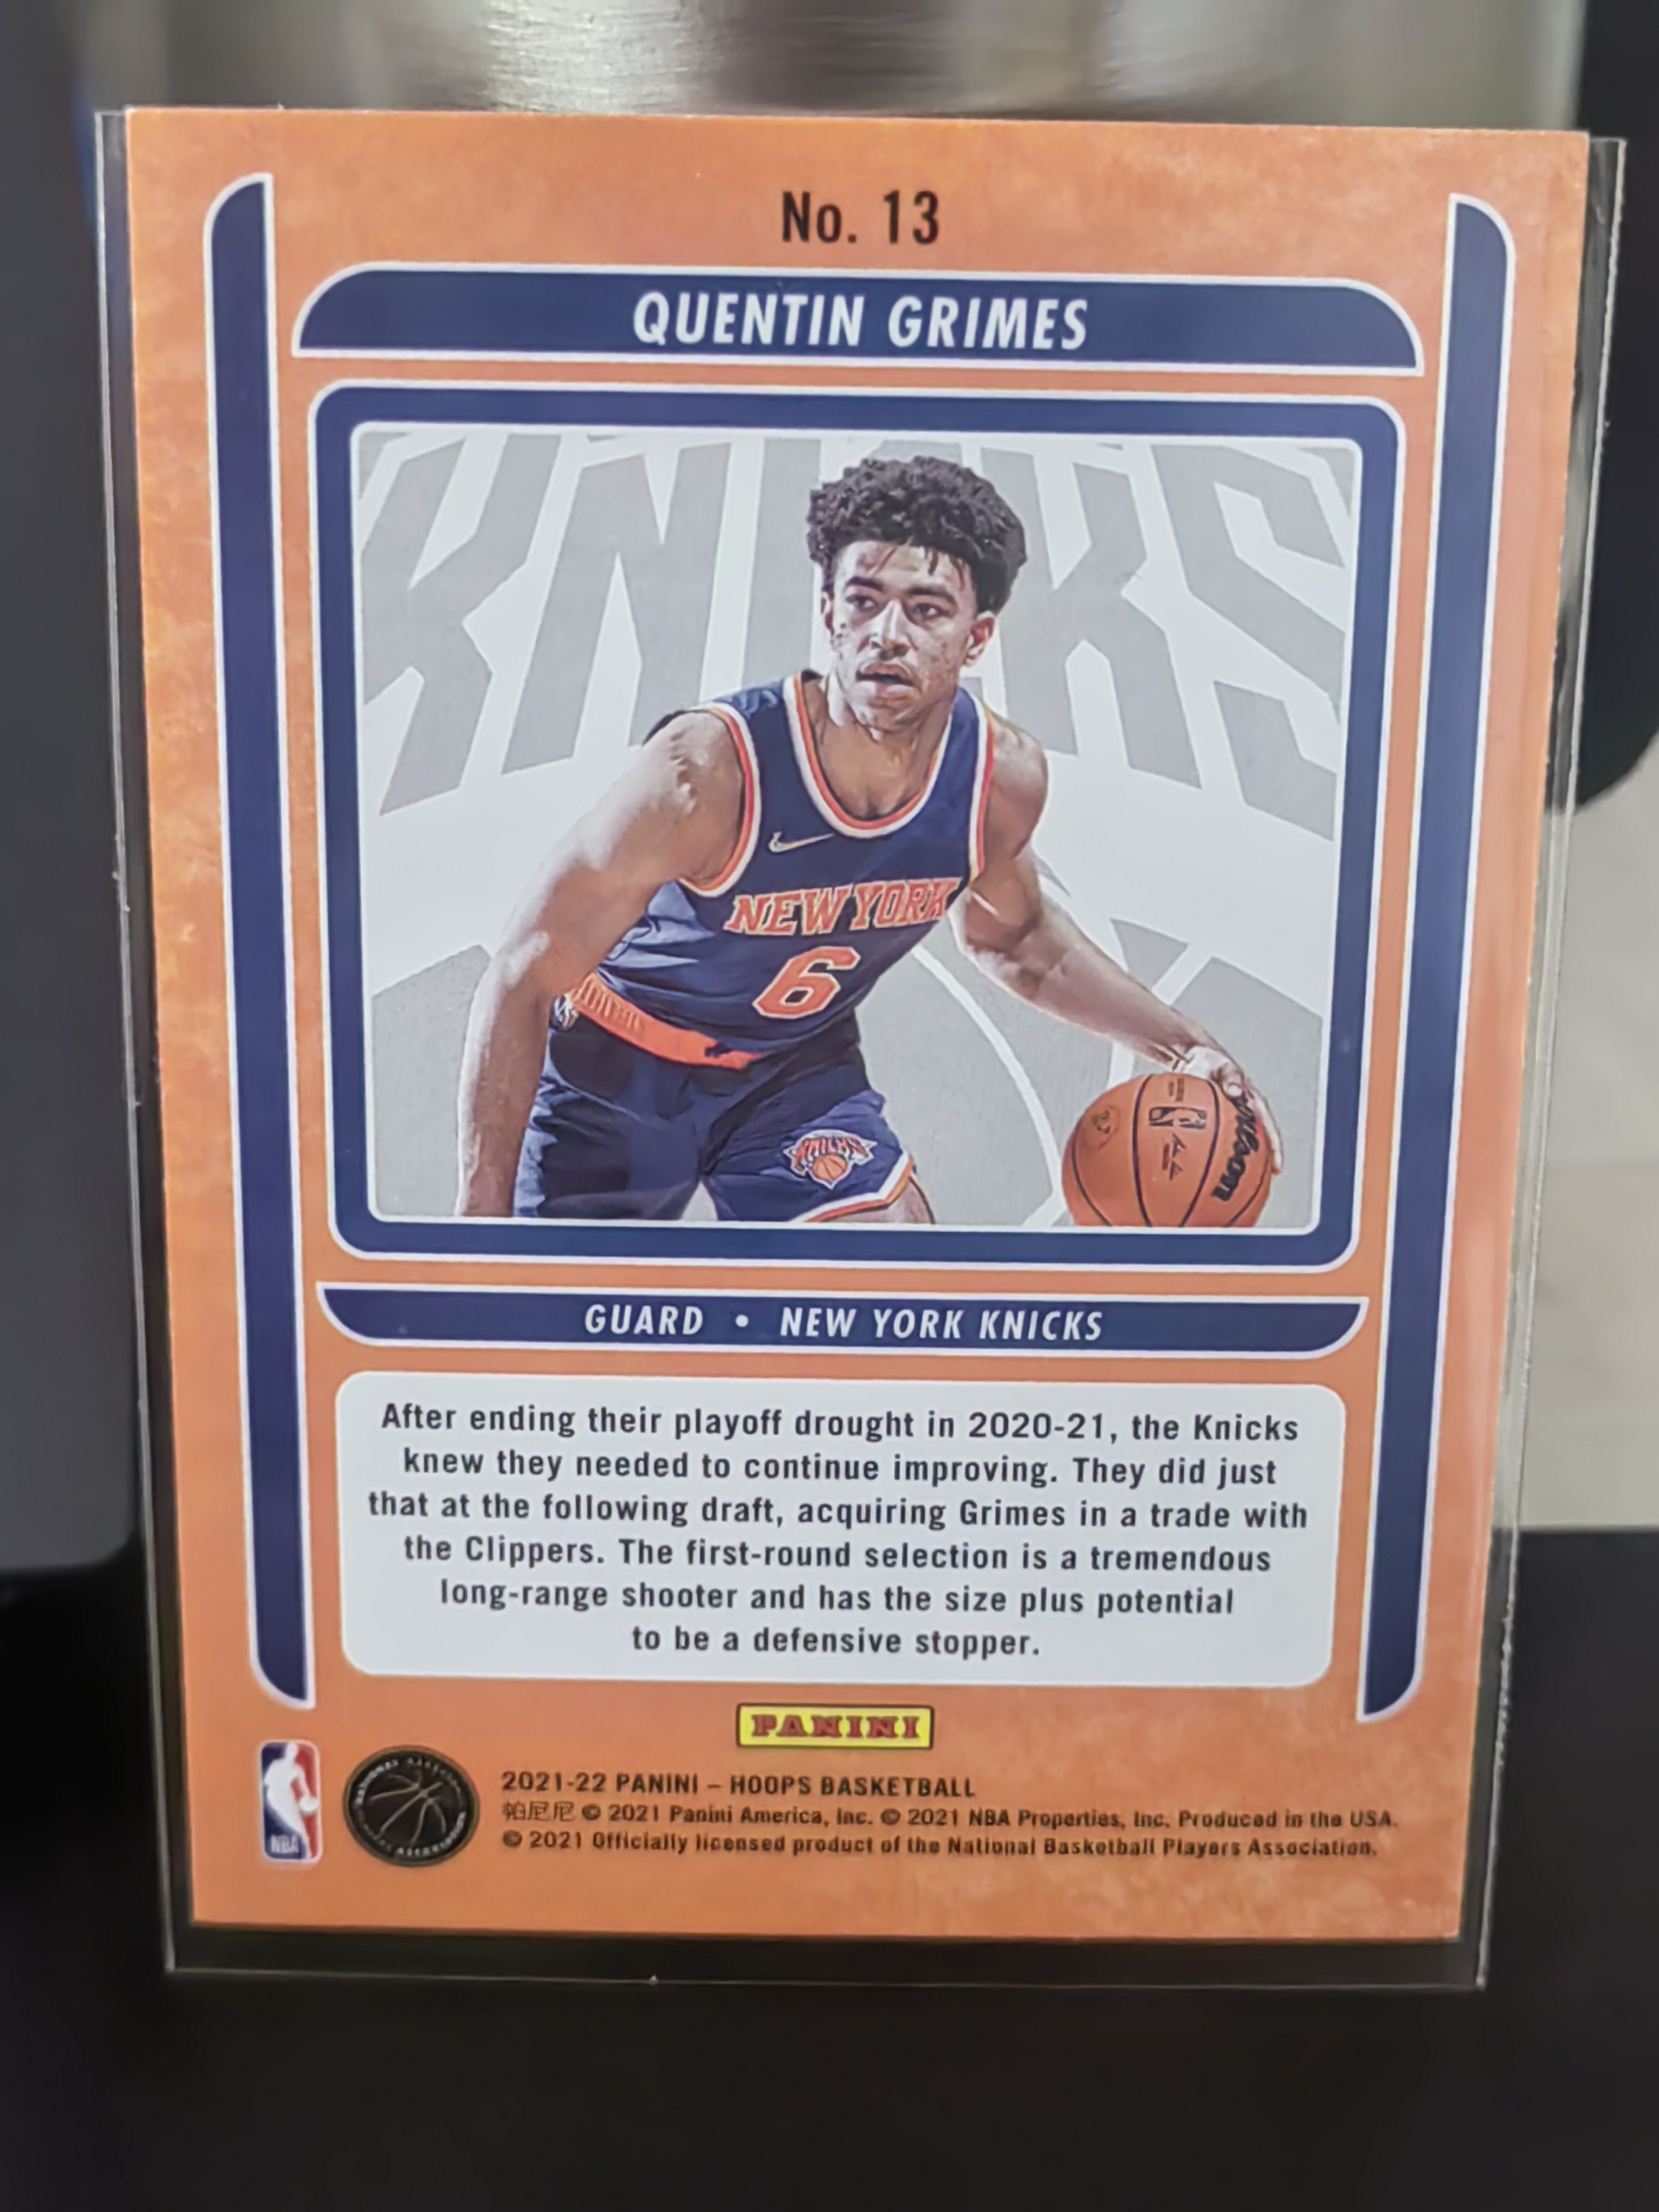 No. 13
QUENTIN GRIMES
KNICKS
NEW YORK
6
KNICKS
Wilson
GUARD • NEW YORK KNICKS
After ending their playoff drought in 2020-21, the Knicks
knew they needed to continue improving. They did just
that at the following draft, acquiring Grimes in a trade with
the Clippers. The first-round selection is a tremendous
long-range shooter and has the size plus potential
to be a defensive stopper.
PANINI
NBA
2021-22 PANINI – HOOPS BASKETBALL
帕尼尼 © 2021 Panini America, Inc. © 2021 NBA Properties, Inc. Produced in the USA.
© 2021 Officially licensed product of the National Basketball Players Association.